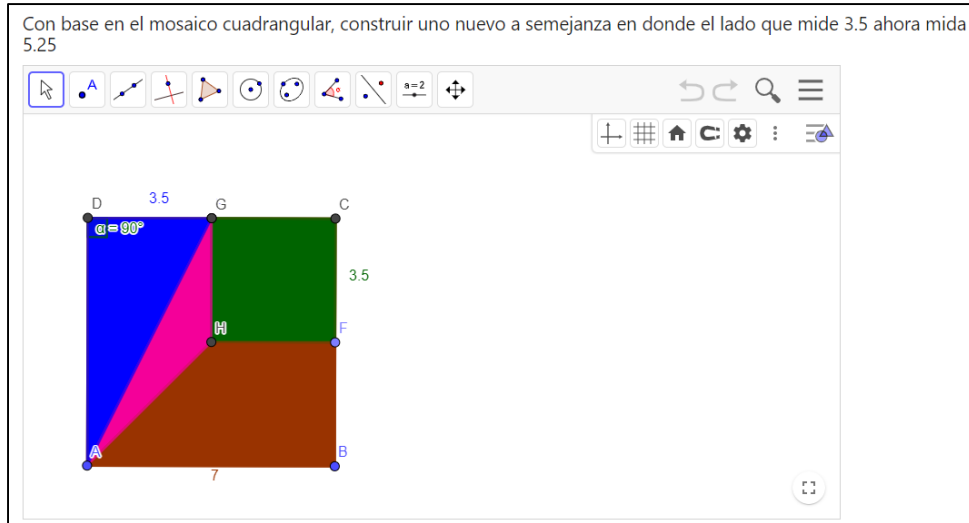 Con base en el mosaico cuadrangular, construir uno nuevo a semejanza en donde el lado que mide 3.5 ahora mida
5.25
A
a=2
D
3.5
G
C
α = 90°
3.5
H
F
A
B
7